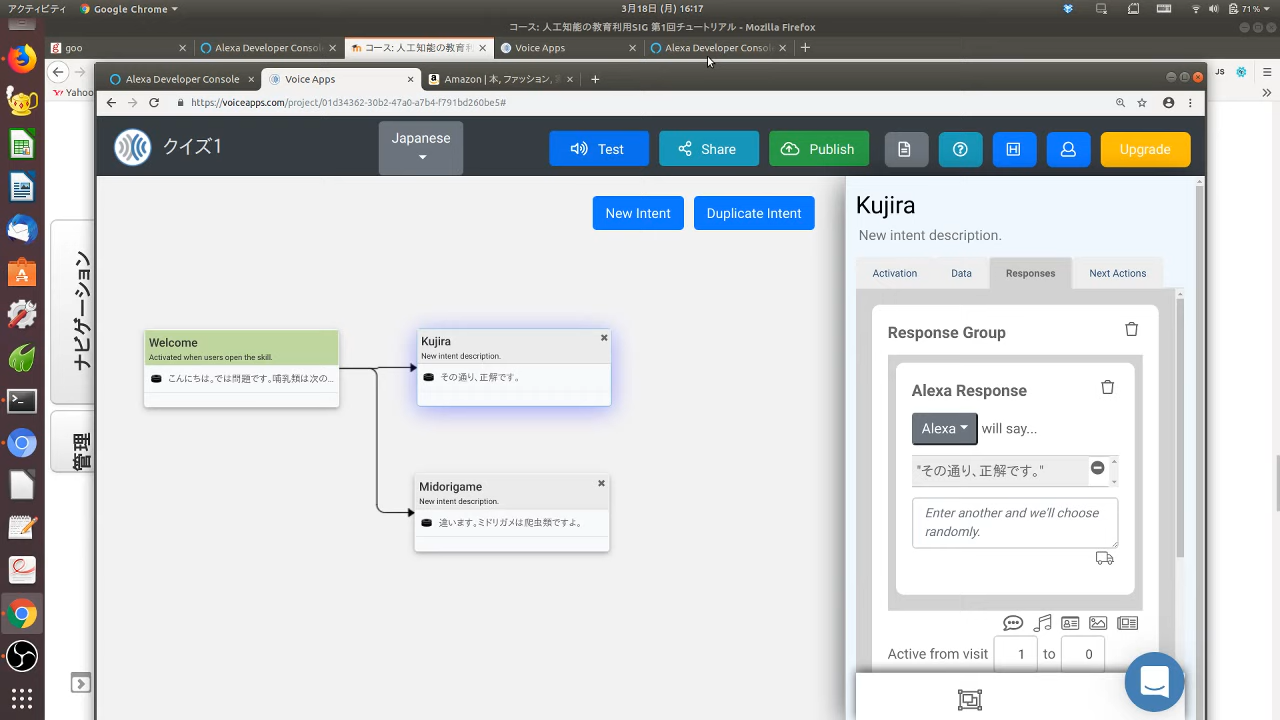 アクティビティ
Google Chrome
3月18日 (月) 16:17
71%
コース: 人工知能の教育利用SIG 第1回チュートリアル - Mozilla Firefox
goo
Alexa Developer Conso
コース: 人工知能の教育利
Voice Apps
Alexa Developer Conso
Yahoo
JS
Alexa Developer Console
Voice Apps
Amazon | 本, ファッション,
https://voiceapps.com/project/01d34362-30b2-47a0-a7b4-f791bd260be5#
クイズ1
Japanese
Test
Share
Publish
Upgrade
New Intent
Duplicate Intent
ナビゲーション
管理
Welcome
Activated when users open the skill.
こんにちは。では問題です。哺乳類は次の...
Kujira
New intent description.
その通り、正解です。
Midorigame
New intent description.
違います。ミドリガメは爬虫類ですよ。
Kujira
New intent description.
Activation
Data
Responses
Next Actions
Response Group
Alexa Response
Alexa
will say...
"その通り、正解です。"
Enter another and we'll choose
randomly.
Active from visit
1
to
0